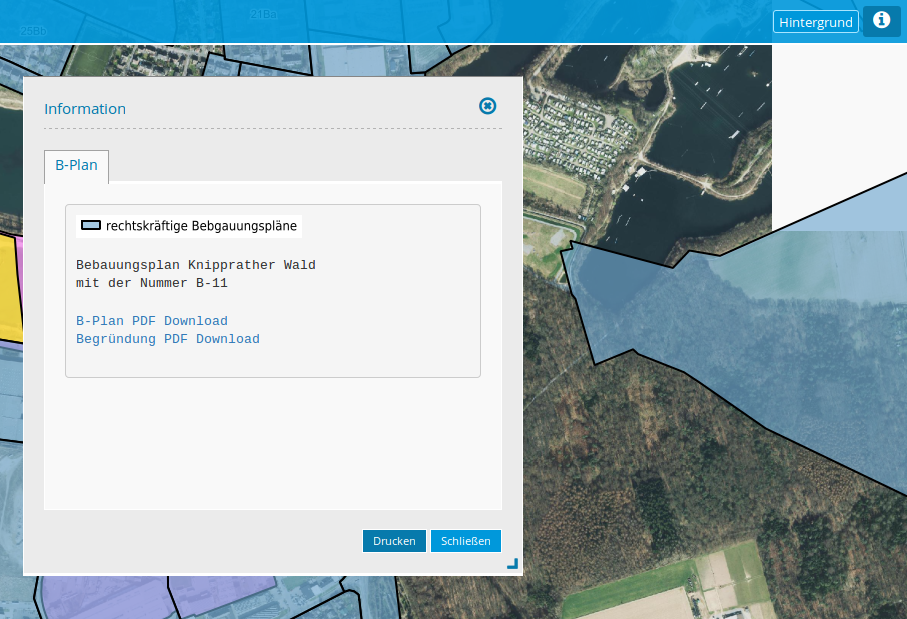 21Ba
25Bb
Hintergrund
Information
B-Plan
rechtskräftige Bebgauungspläne
Bebauungsplan Knipprather Wald
mit der Nummer B-11
B-Plan PDF Download
Begründung PDF Download
Drucken
Schließen